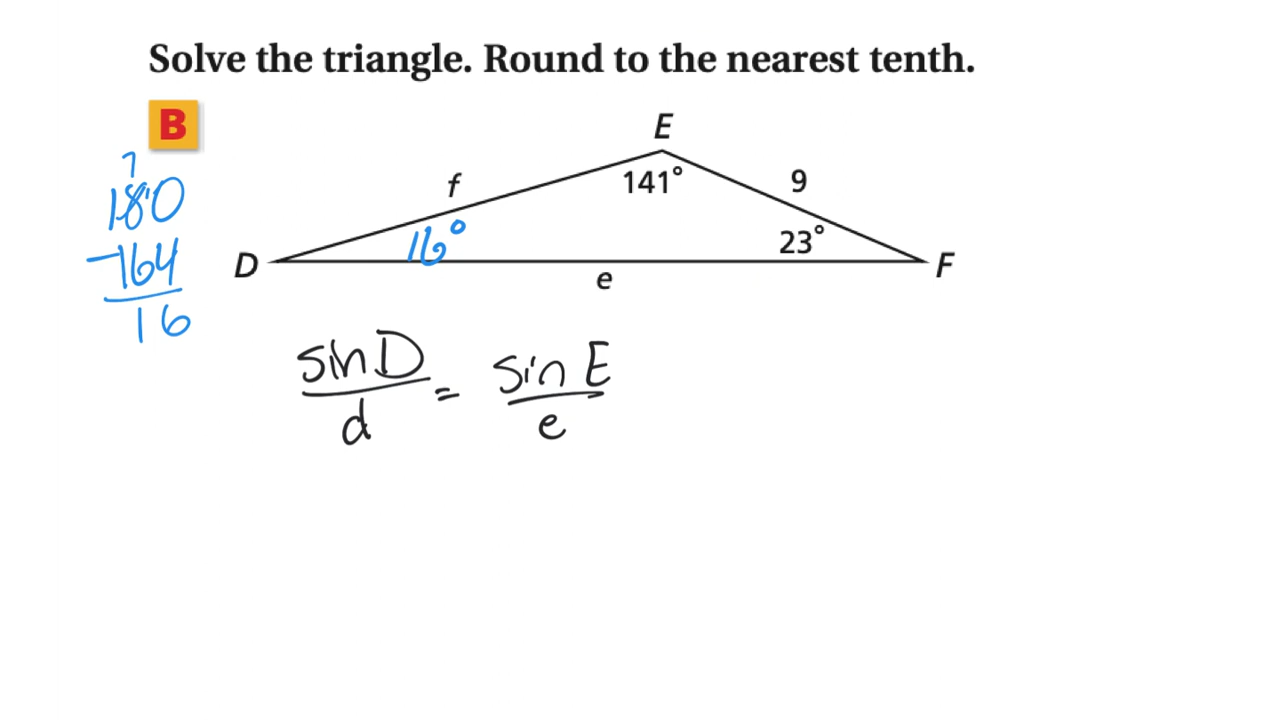 Solve the triangle. Round to the nearest tenth.
B
E
7
180
f
141°
9
-164
D
16°
23°
F
e
16
sin D / d = sin E / e